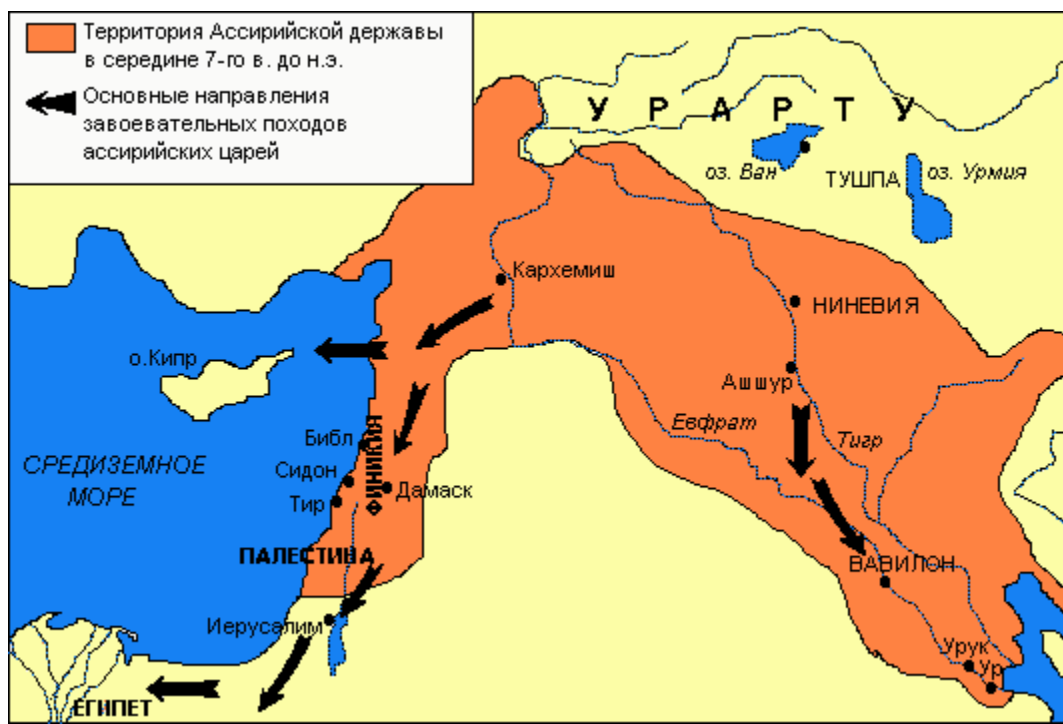 Территория Ассирийской державы
в середине 7-го в. до н.э.
Основные направления
завоевательных походов
ассирийских царей
УРАРТУ
оз. Ван
ТУШПА
оз. Урмия
Кархемиш
НИНЕВИЯ
о.Кипр
Ашшур
Евфрат
Тигр
Библ
СРЕДИЗЕМНОЕ
МОРЕ
Сидон
ФИНИКИЯ
Дамаск
Тир
ПАЛЕСТИНА
ВАВИЛОН
Иерусалим
Урук
Ур
ЕГИПЕТ